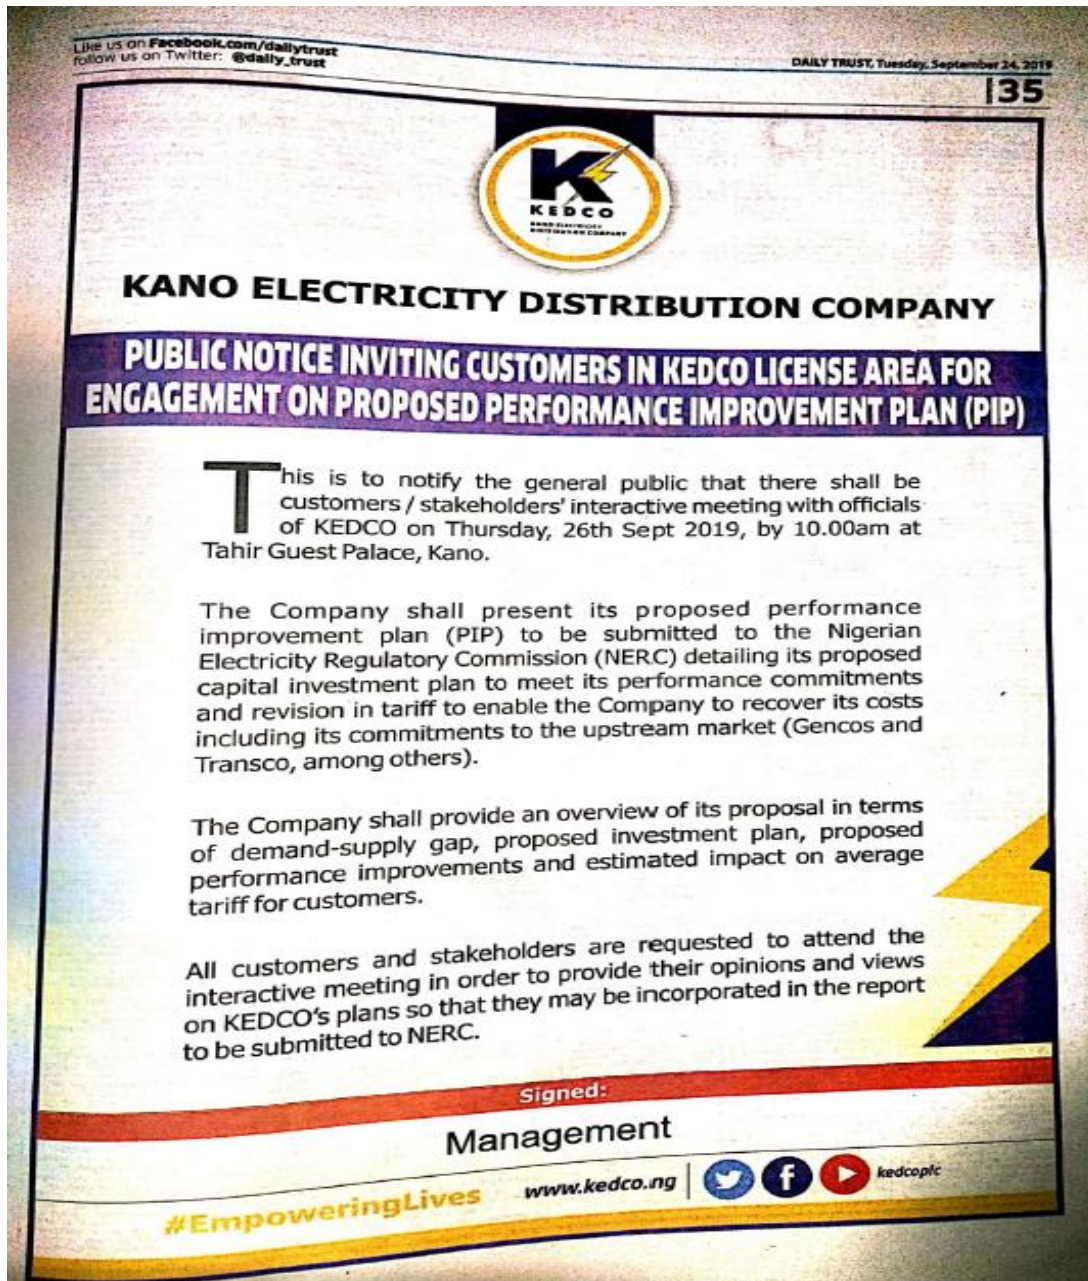 Like us on Facebook.com/dailytrust
follow us on Twitter: @daily_trust
DAILY TRUST, Tuesday, September 24, 2019
35
K
KEDCO
KANO ELECTRICITY
DISTRIBUTION COMPANY
KANO ELECTRICITY DISTRIBUTION COMPANY
PUBLIC NOTICE INVITING CUSTOMERS IN KEDCO LICENSE AREA FOR
ENGAGEMENT ON PROPOSED PERFORMANCE IMPROVEMENT PLAN (PIP)
This is to notify the general public that there shall be
customers / stakeholders' interactive meeting with officials
of KEDCO on Thursday, 26th Sept 2019, by 10.00am at
Tahir Guest Palace, Kano.
The Company shall present its proposed performance
improvement plan (PIP) to be submitted to the Nigerian
Electricity Regulatory Commission (NERC) detailing its proposed
capital investment plan to meet its performance commitments
and revision in tariff to enable the Company to recover its costs
including its commitments to the upstream market (Gencos and
Transco, among others).
The Company shall provide an overview of its proposal in terms
of demand-supply gap, proposed investment plan, proposed
performance improvements and estimated impact on average
tariff for customers.
All customers and stakeholders are requested to attend the
interactive meeting in order to provide their opinions and views
on KEDCO's plans so that they may be incorporated in the report
to be submitted to NERC.
Signed:
Management
#EmpoweringLives www.kedco.ng | kedcoplc